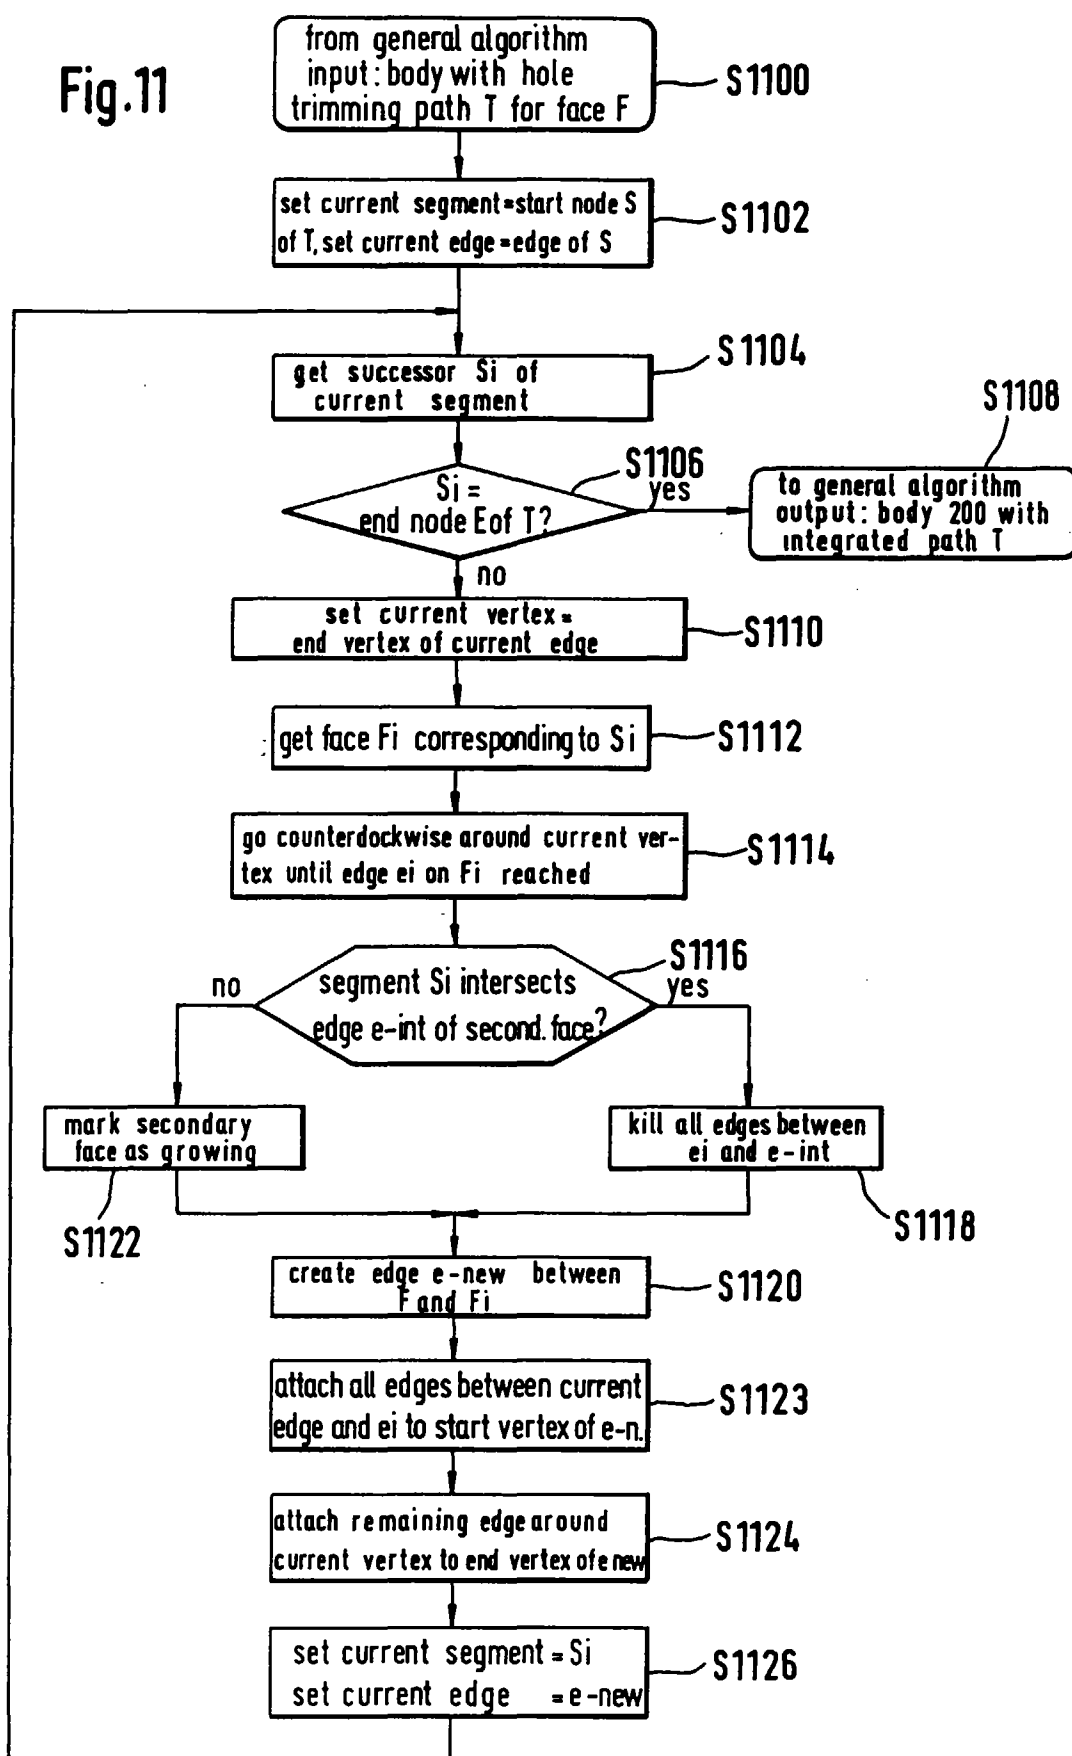 Fig.11
from general algorithm
input: body with hole
trimming path T for face F
S1100
set current segment=start node S
of T, set current edge=edge of S
S1102
get successor Si of
current segment
S1104
S1108
S1106
Si =
end node E of T?
yes
to general algorithm
output: body 200 with
integrated path T
no
set current vertex=
end vertex of current edge
S1110
get face Fi corresponding to Si
S1112
go counterdockwise around current ver-
tex until edge ei on Fi reached
S1114
S1116
no
segment Si intersects
edge e-int of second. face?
yes
mark secondary
face as growing
kill all edges between
ei and e-int
S1122
S1118
create edge e-new between
F and Fi
S1120
attach all edges between current
edge and ei to start vertex of e-n.
S1123
attach remaining edge around
current vertex to end vertex of e new
S1124
set current segment = Si
set current edge = e-new
S1126